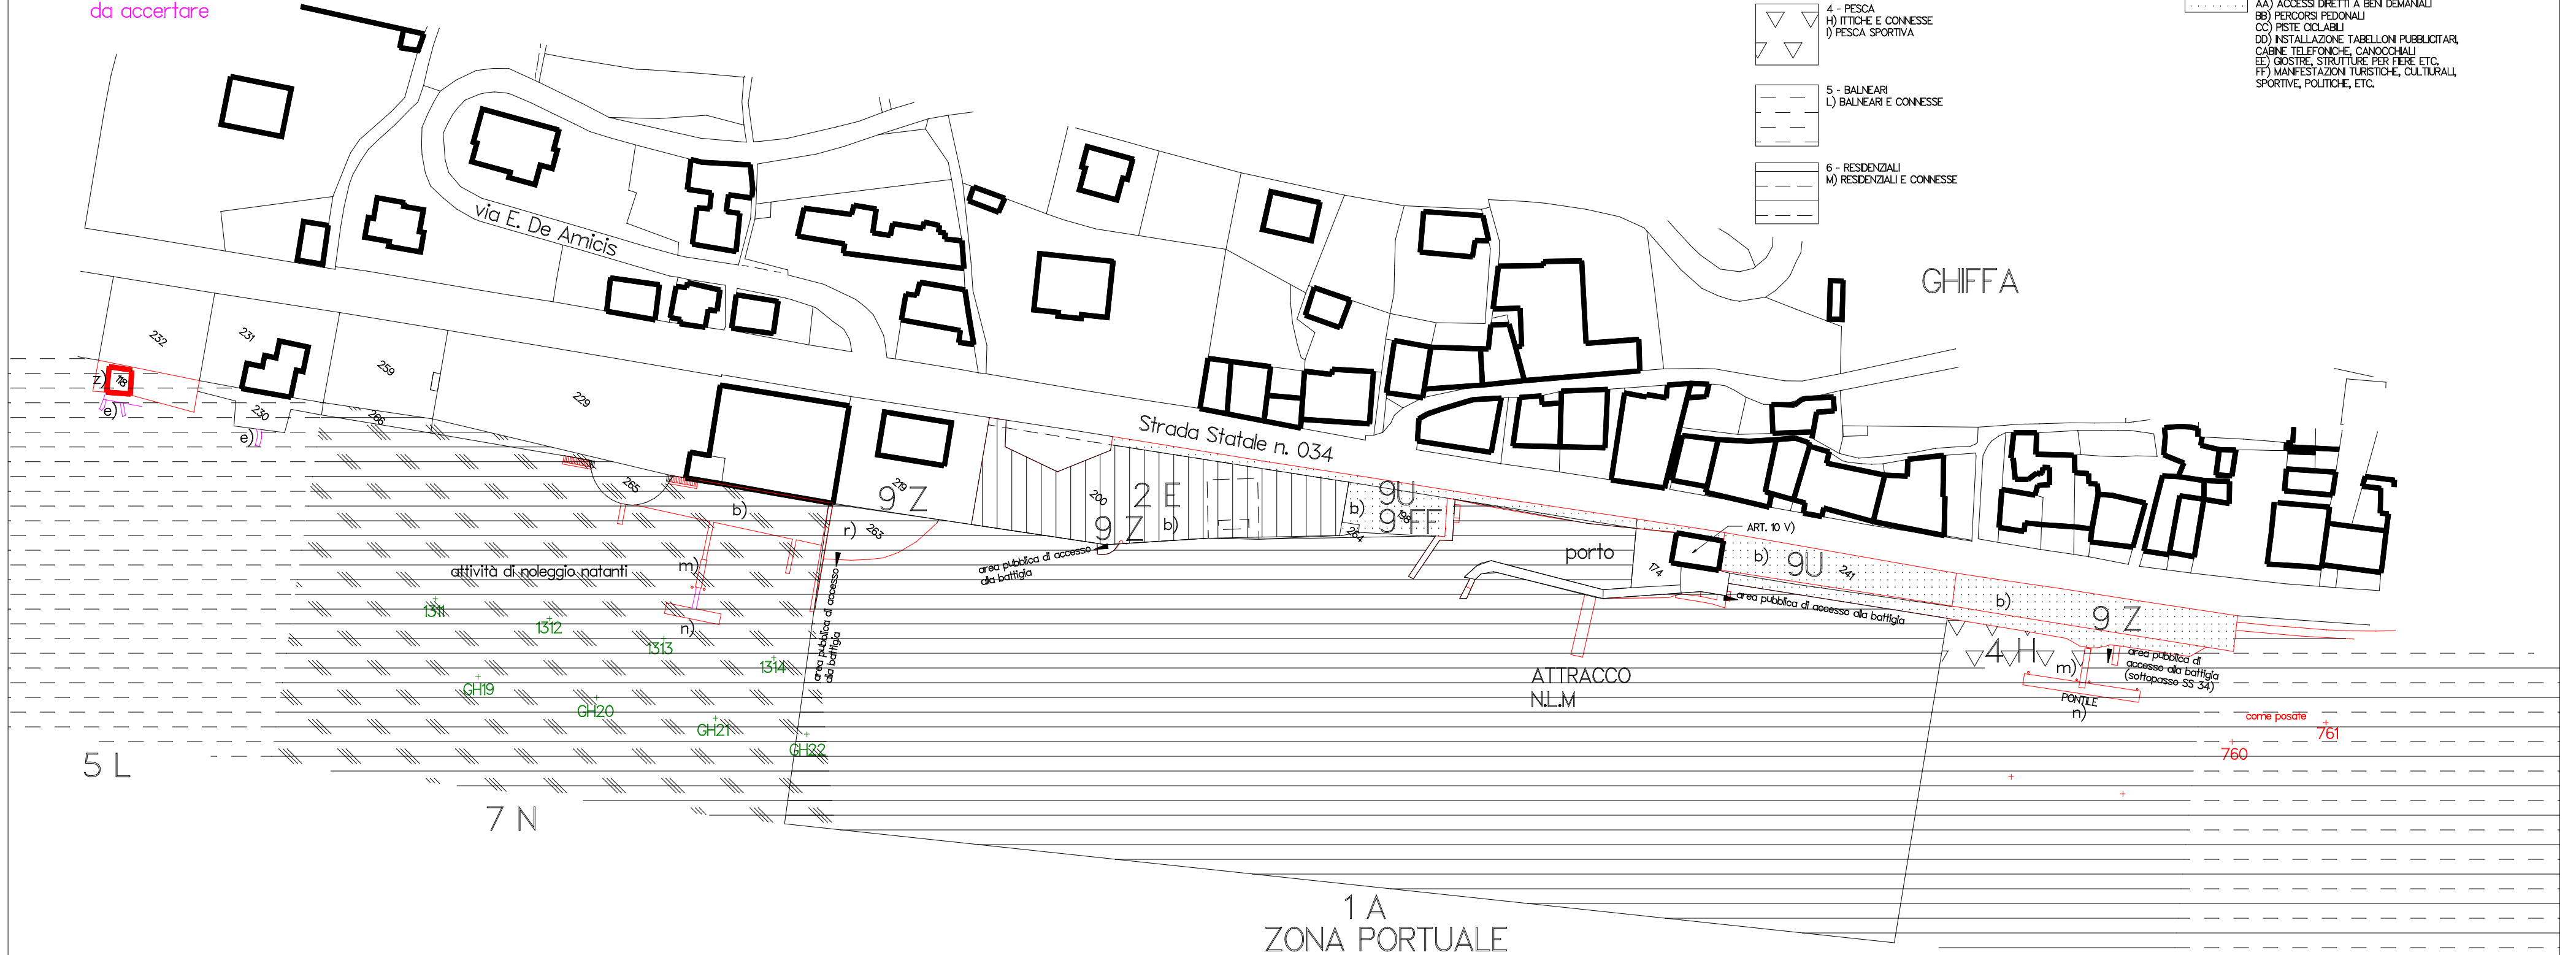 da accertare
4 - PESCA
H) ITTICHE E CONNESSE
I) PESCA SPORTIVA
5 - BALNEARI
L) BALNEARI E CONNESSE
6 - RESIDENZIALI
M) RESIDENZIALI E CONNESSE
AA) ACCESSI DIRETTI A BENI DEMANIALI
BB) PERCORSI PEDONALI
CC) PISTE CICLABILI
DD) INSTALLAZIONE TABELLONI PUBBLICITARI,
CABINE TELEFONICHE, CANOCCHIALI
EE) GIOSTRE, STRUTTURE PER FIERE ETC.
FF) MANIFESTAZIONI TURISTICHE, CULTURALI,
SPORTIVE, POLITICHE, ETC.
via E. De Amicis
GHIFFA
232
231
259
229
z)
118
e)
230
e)
266
Strada Statale n. 034
265
b)
219
9 Z
r)
263
200
2 E
9 Z
b)
9U
b)
198
9 FF
264
area pubblica di accesso
alla battigia
porto
174
ART. 10 V)
b)
9U
241
b)
9 Z
area pubblica di accesso alla battigia
attività di noleggio natanti
m)
n)
area pubblica di accesso
alla battigia
1311
1312
1313
1314
GH19
GH20
GH21
GH22
ATTRACCO
N.L.M
4 H
m)
area pubblica di
accesso alla battigia
(sottopasso SS 34)
PONTILE
n)
come posate
761
760
5 L
7 N
1 A
ZONA PORTUALE